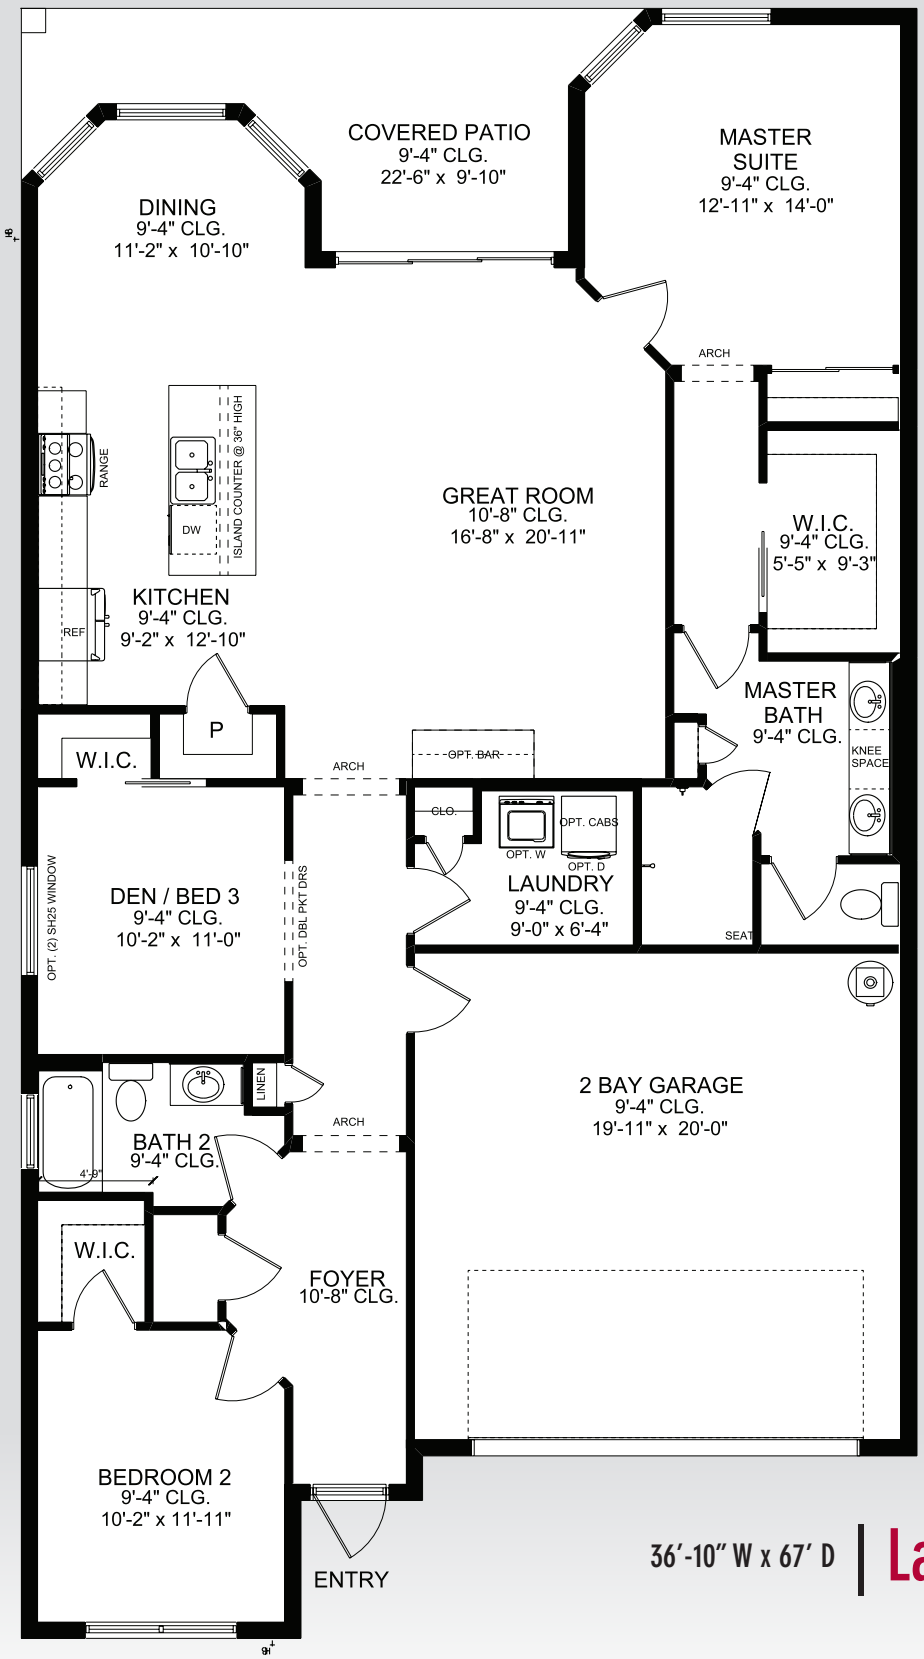 COVERED PATIO
9'-4" CLG.
22'-6" x 9'-10"
MASTER
SUITE
9'-4" CLG.
12'-11" x 14'-0"
DINING
9'-4" CLG.
11'-2" x 10'-10"
HB
ARCH
RANGE
ISLAND COUNTER @ 36" HIGH
DW
GREAT ROOM
10'-8" CLG.
16'-8" x 20'-11"
W.I.C.
9'-4" CLG.
5'-5" x 9'-3"
KITCHEN
9'-4" CLG.
9'-2" x 12'-10"
REF
MASTER
BATH
9'-4" CLG.
KNEE
SPACE
P
W.I.C.
OPT. BAR
ARCH
CLO.
OPT. W
OPT. CABS
OPT. D
LAUNDRY
9'-4" CLG.
9'-0" x 6'-4"
SEAT
OPT. (2) SH25 WINDOW
DEN / BED 3
9'-4" CLG.
10'-2" x 11'-0"
OPT. DBL PKT DRS
LINEN
2 BAY GARAGE
9'-4" CLG.
19'-11" x 20'-0"
ARCH
BATH 2
9'-4" CLG.
4'-9"
W.I.C.
FOYER
10'-8" CLG.
BEDROOM 2
9'-4" CLG.
10'-2" x 11'-11"
ENTRY
HB
36'-10" W x 67' D
La